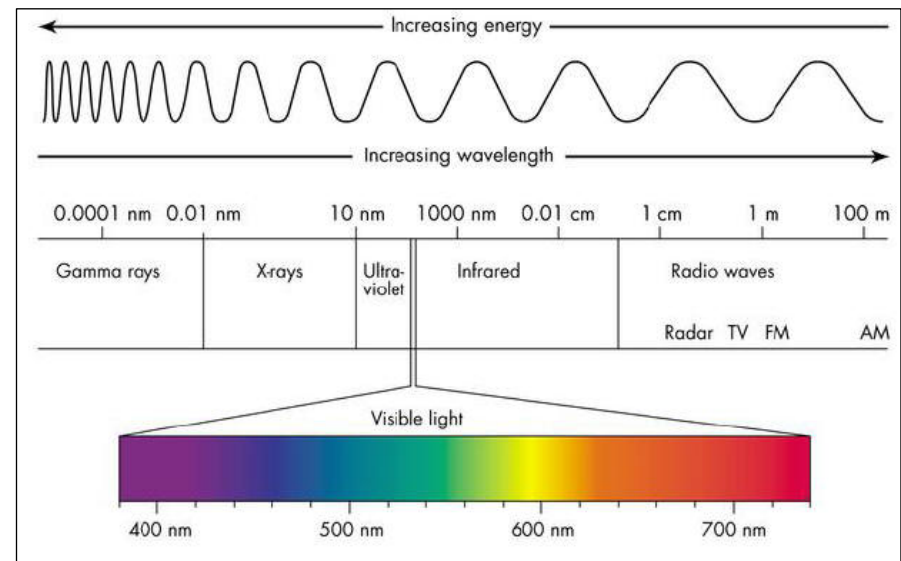 Increasing energy
Increasing wavelength
0.0001 nm 0.01 nm 10 nm 1000 nm 0.01 cm 1 cm 1 m 100 m
Gamma rays X-rays Ultra-
violet Infrared Radio waves
Radar TV FM AM
Visible light
400 nm 500 nm 600 nm 700 nm